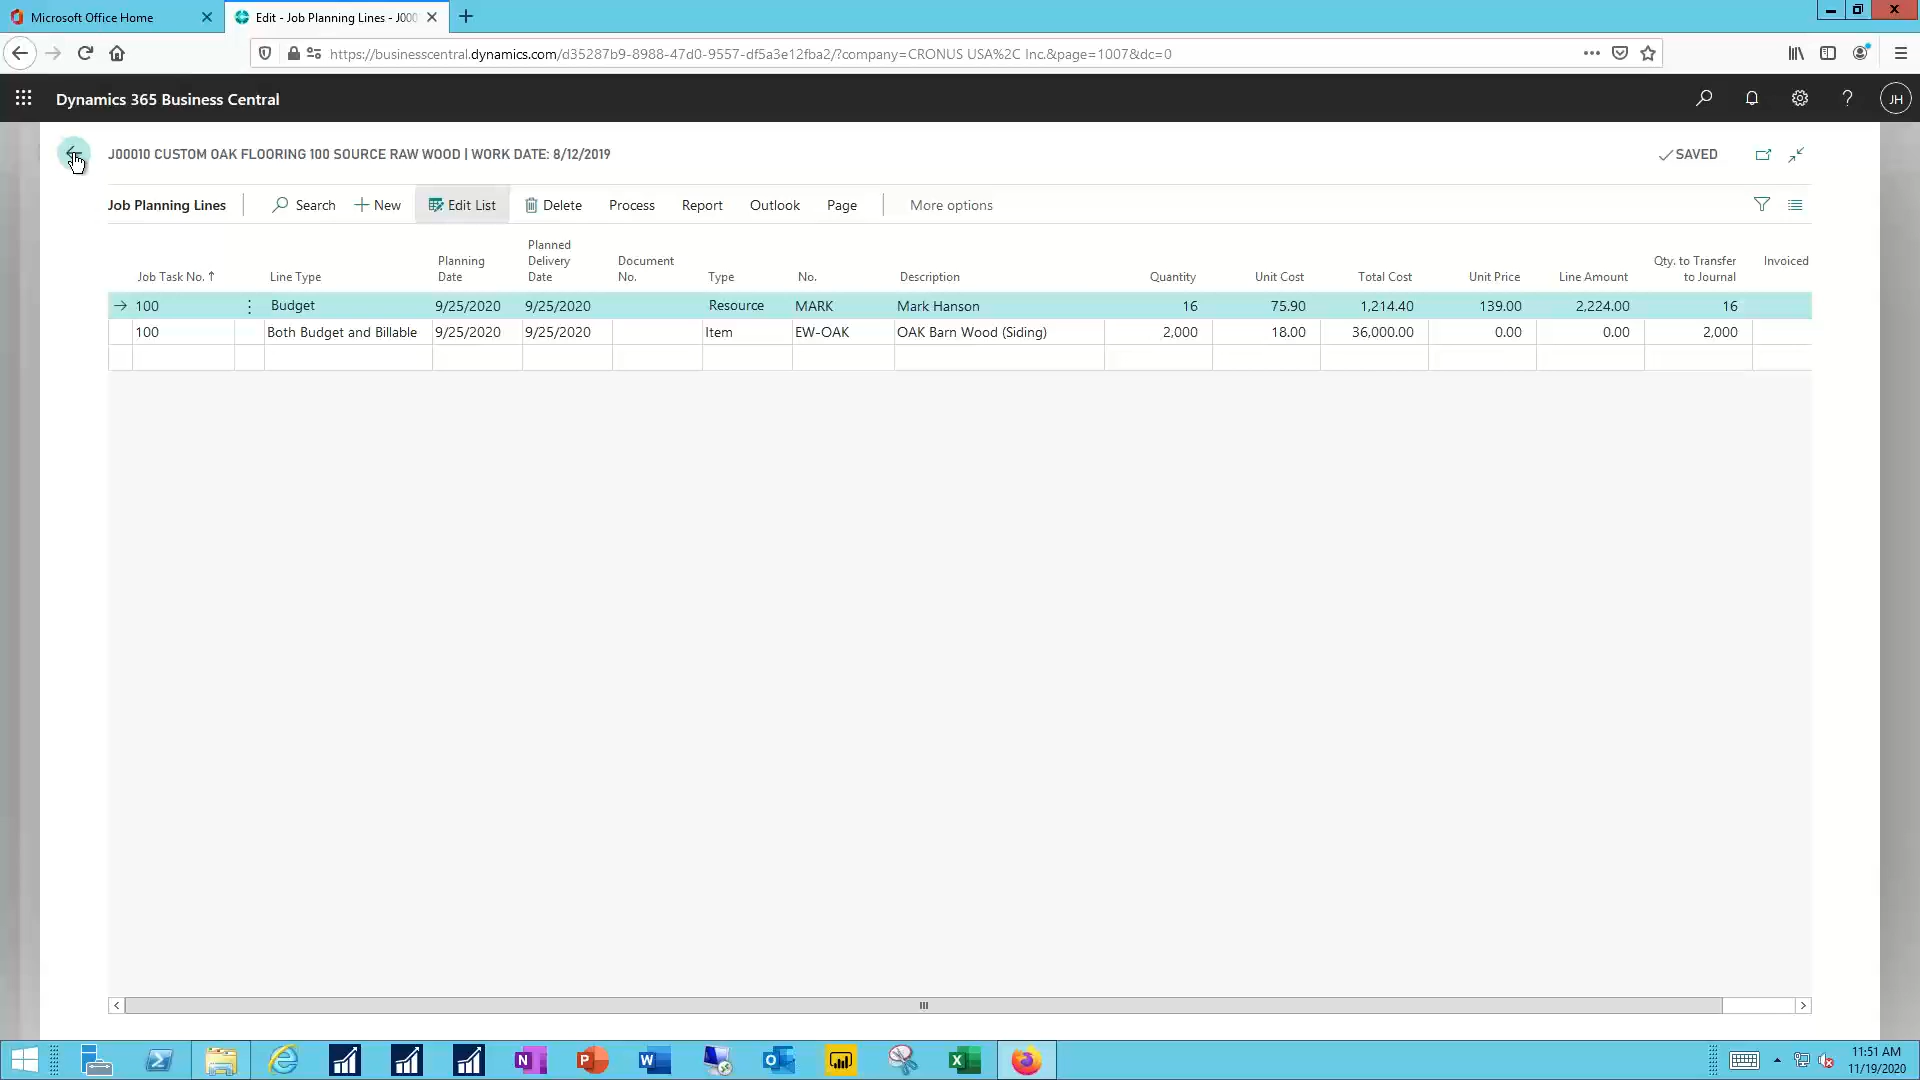 Microsoft Office Home
Edit - Job Planning Lines - J000
https://businesscentral.dynamics.com/d35287b9-8988-47d0-9557-df5a3e12fba2/?company=CRONUS USA%2C Inc.&page=1007&dc=0
Dynamics 365 Business Central
JH
J00010 CUSTOM OAK FLOORING 100 SOURCE RAW WOOD | WORK DATE: 8/12/2019
SAVED
Job Planning Lines Search New Edit List Delete Process Report Outlook Page More options
Job Task No. ↑ Line Type Planning Date Planned Delivery Date Document No. Type No. Description Quantity Unit Cost Total Cost Unit Price Line Amount Qty. to Transfer to Journal Invoiced
100 Budget 9/25/2020 9/25/2020 Resource MARK Mark Hanson 16 75.90 1,214.40 139.00 2,224.00 16
100 Both Budget and Billable 9/25/2020 9/25/2020 Item EW-OAK OAK Barn Wood (Siding) 2,000 18.00 36,000.00 0.00 0.00 2,000
11:51 AM
11/19/2020